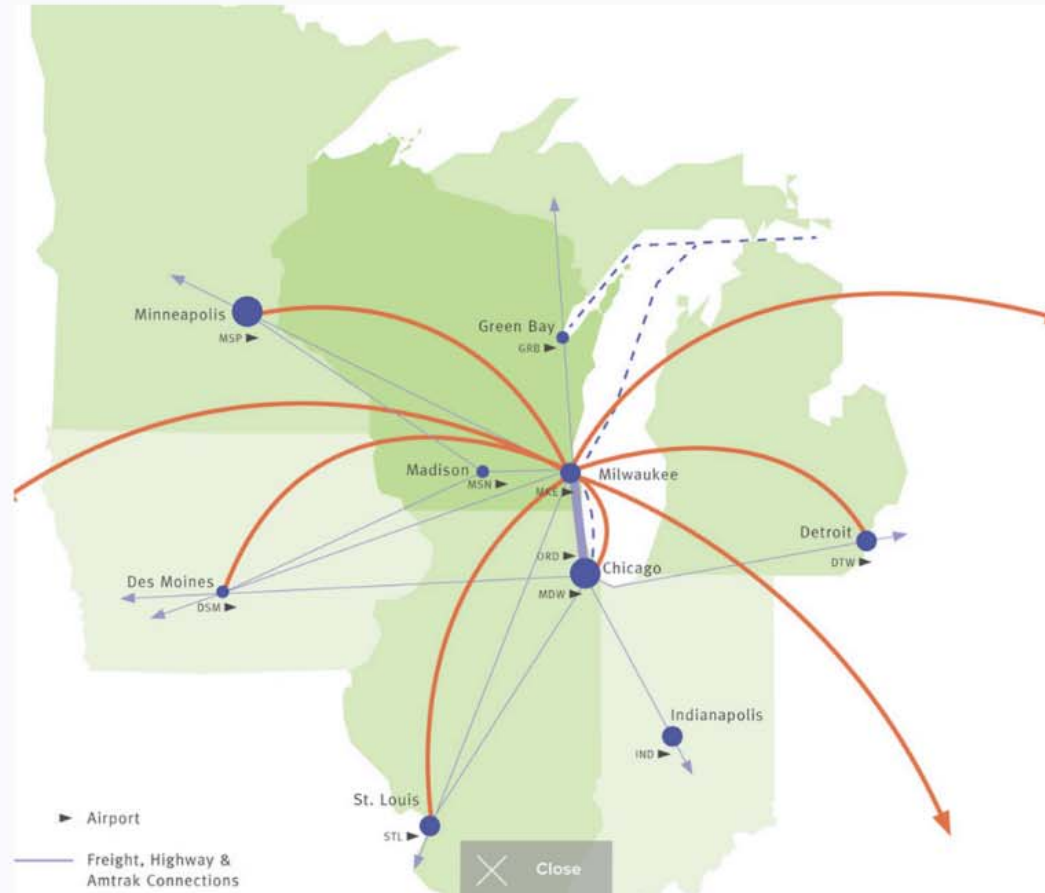 Minneapolis
MSP
Green Bay
GRB
Madison
MSN
Milwaukee
MKE
Detroit
DTW
ORD
Chicago
MDW
Des Moines
DSM
Indianapolis
IND
St. Louis
STL
Airport
Freight, Highway &
Amtrak Connections
Close